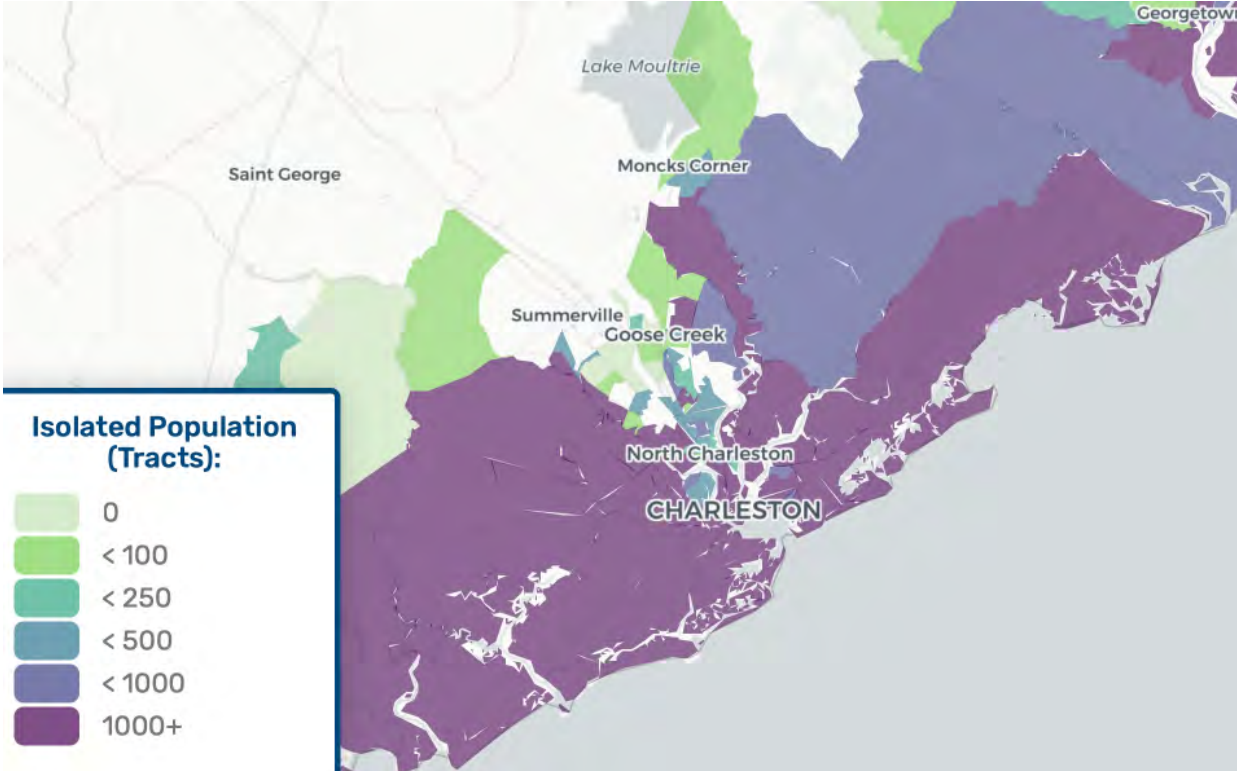 Georgetown
Lake Moultrie
Moncks Corner
Saint George
Summerville
Goose Creek
North Charleston
CHARLESTON
Isolated Population
(Tracts):
0
< 100
< 250
< 500
< 1000
1000+